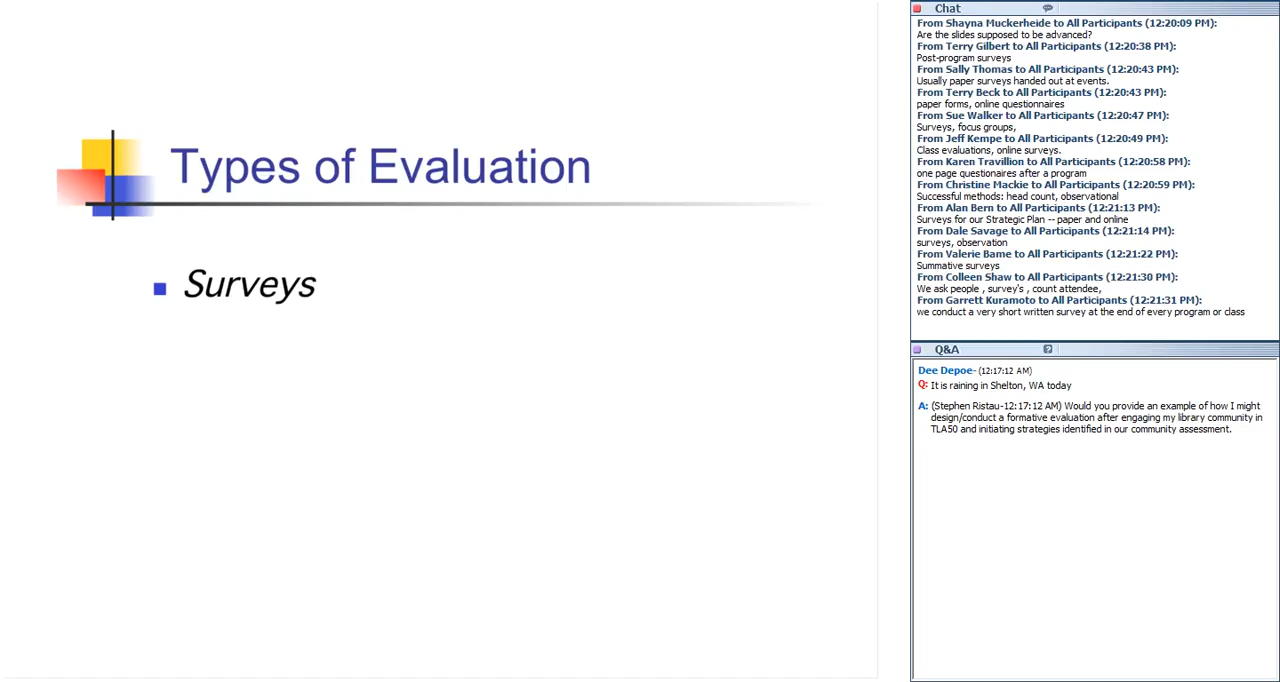 Types of Evaluation
Surveys
Chat
From Shayna Muckerheide to All Participants (12:20:09 PM):
Are the slides supposed to be advanced?
From Terry Gilbert to All Participants (12:20:38 PM):
Post-program surveys
From Sally Thomas to All Participants (12:20:43 PM):
Usually paper surveys handed out at events.
From Terry Beck to All Participants (12:20:43 PM):
paper forms, online questionnaires
From Sue Walker to All Participants (12:20:47 PM):
Surveys, focus groups,
From Jeff Kempe to All Participants (12:20:49 PM):
Class evaluations, online surveys.
From Karen Travillion to All Participants (12:20:58 PM):
one page questionaires after a program
From Christine Mackie to All Participants (12:20:59 PM):
Successful methods: head count, observational
From Alan Bern to All Participants (12:21:13 PM):
Surveys for our Strategic Plan -- paper and online
From Dale Savage to All Participants (12:21:14 PM):
surveys, observation
From Valerie Bame to All Participants (12:21:22 PM):
Summative surveys
From Colleen Shaw to All Participants (12:21:30 PM):
We ask people , survey's , count attendee,
From Garrett Kuramoto to All Participants (12:21:31 PM):
we conduct a very short written survey at the end of every program or class
Q&A
Dee Depoe- (12:17:12 AM)
Q: It is raining in Shelton, WA today
A: (Stephen Ristau-12:17:12 AM) Would you provide an example of how I might
design/conduct a formative evaluation after engaging my library community in
TLA50 and initiating strategies identified in our community assessment.